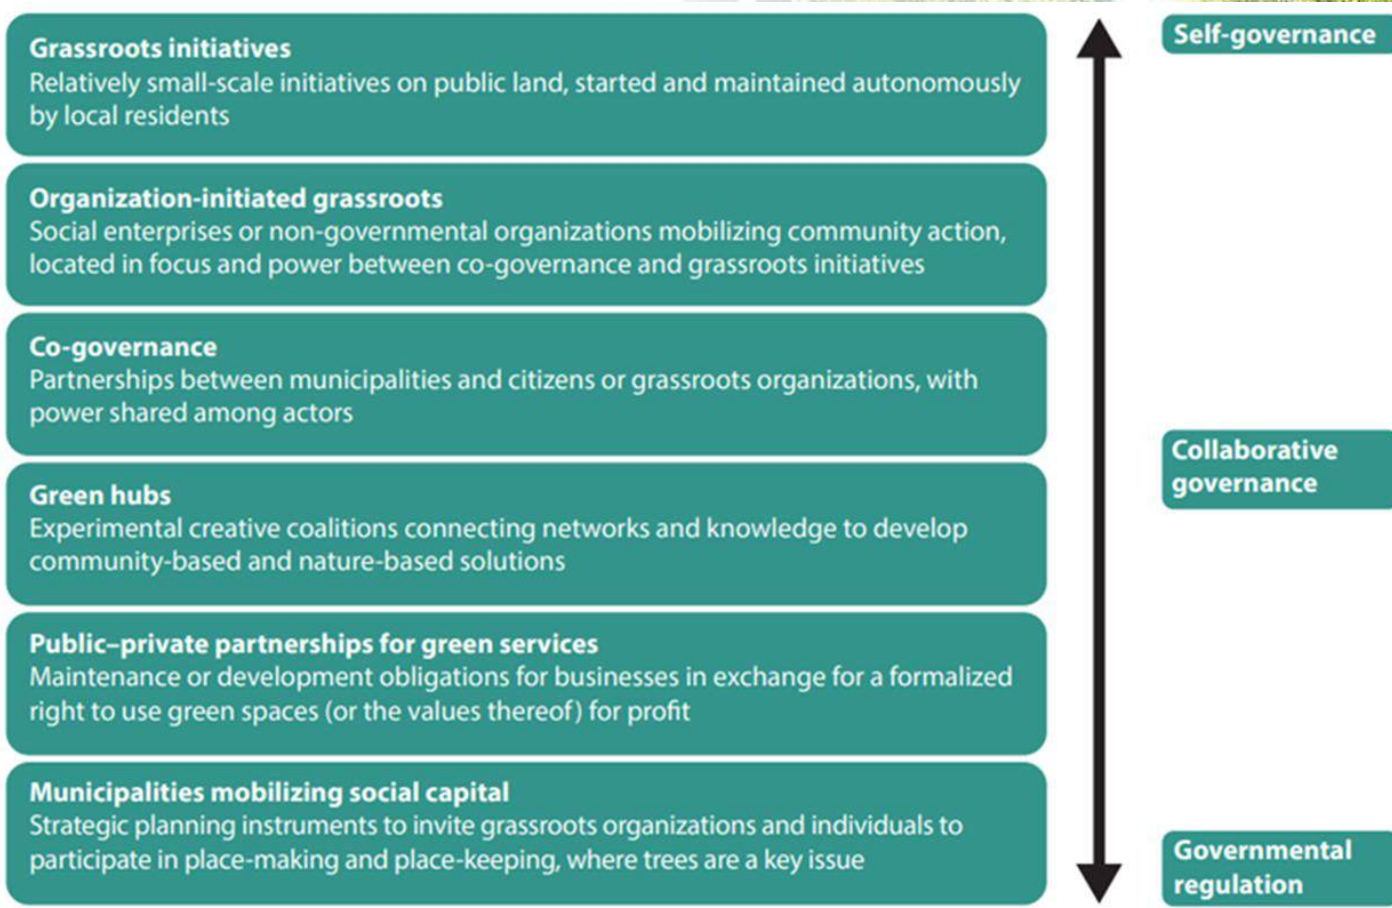 Grassroots initiatives
Relatively small-scale initiatives on public land, started and maintained autonomously
by local residents
Organization-initiated grassroots
Social enterprises or non-governmental organizations mobilizing community action,
located in focus and power between co-governance and grassroots initiatives
Co-governance
Partnerships between municipalities and citizens or grassroots organizations, with
power shared among actors
Green hubs
Experimental creative coalitions connecting networks and knowledge to develop
community-based and nature-based solutions
Public–private partnerships for green services
Maintenance or development obligations for businesses in exchange for a formalized
right to use green spaces (or the values thereof) for profit
Municipalities mobilizing social capital
Strategic planning instruments to invite grassroots organizations and individuals to
participate in place-making and place-keeping, where trees are a key issue
Self-governance
Collaborative
governance
Governmental
regulation